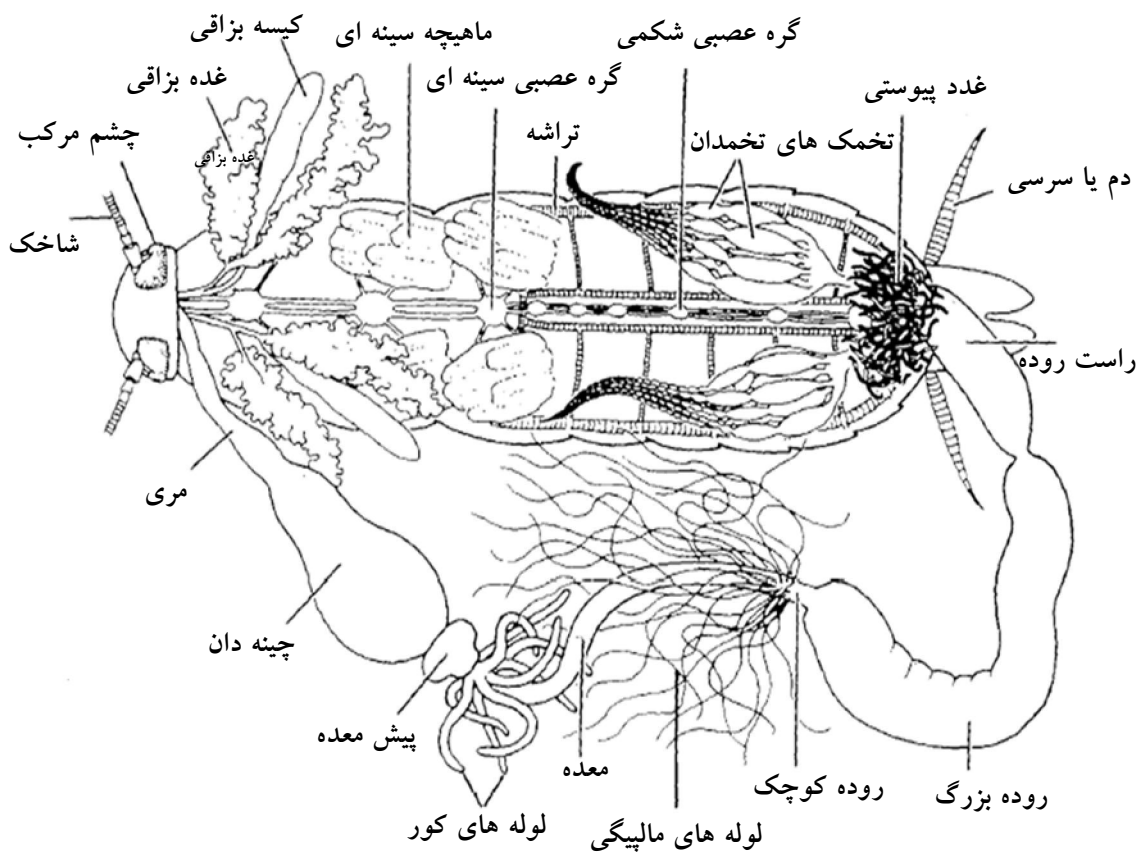 گره عصبی شکمی
ماهیچه سینه ای
کیسه بزاقی
غده بزاقی
گره عصبی سینه ای
غدد پیوستی
چشم مرکب
تراشه
تخمک های تخمدان
غده بزاقی
دم یا سرسی
شاخک
راست روده
مری
چینه دان
پیش معده
معده
روده کوچک
روده بزرگ
لوله های کور
لوله های مالپیگی